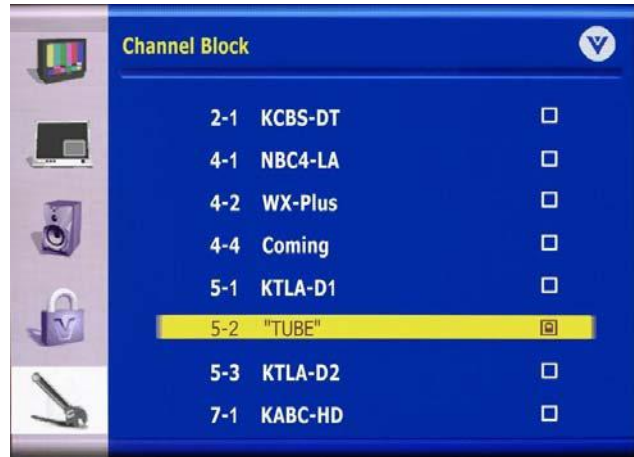 Channel Block
2-1 KCBS-DT
4-1 NBC4-LA
4-2 WX-Plus
4-4 Coming
5-1 KTLA-D1
5-2 "TUBE"
5-3 KTLA-D2
7-1 KABC-HD